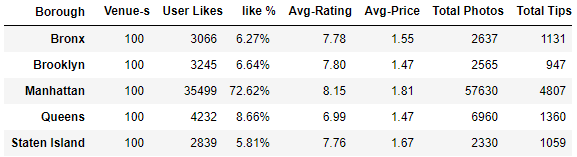 Borough Venue-s User Likes like % Avg-Rating Avg-Price Total Photos Total Tips
Bronx 100 3066 6.27% 7.78 1.55 2637 1131
Brooklyn 100 3245 6.64% 7.80 1.47 2565 947
Manhattan 100 35499 72.62% 8.15 1.81 57630 4807
Queens 100 4232 8.66% 6.99 1.47 6960 1360
Staten Island 100 2839 5.81% 7.76 1.67 2330 1059